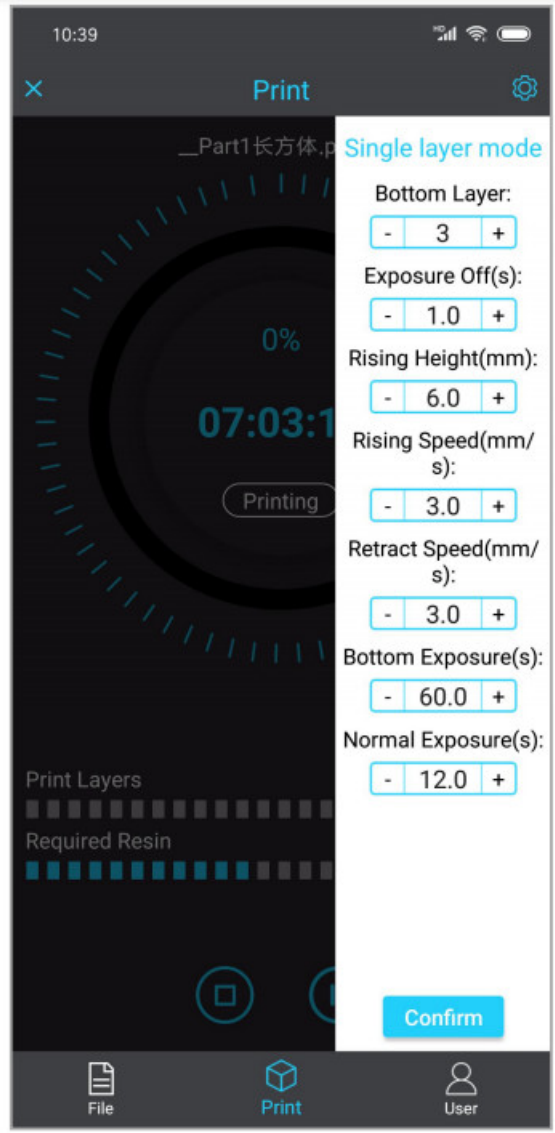 10:39
HD
Print
__Part1长方体.p
Single layer mode
Bottom Layer:
- 3 +
Exposure Off(s):
- 1.0 +
Rising Height(mm):
- 6.0 +
Rising Speed(mm/
s):
- 3.0 +
Retract Speed(mm/
s):
- 3.0 +
Bottom Exposure(s):
- 60.0 +
Normal Exposure(s):
- 12.0 +
0%
07:03:1
Printing
Print Layers
Required Resin
Confirm
File
Print
User